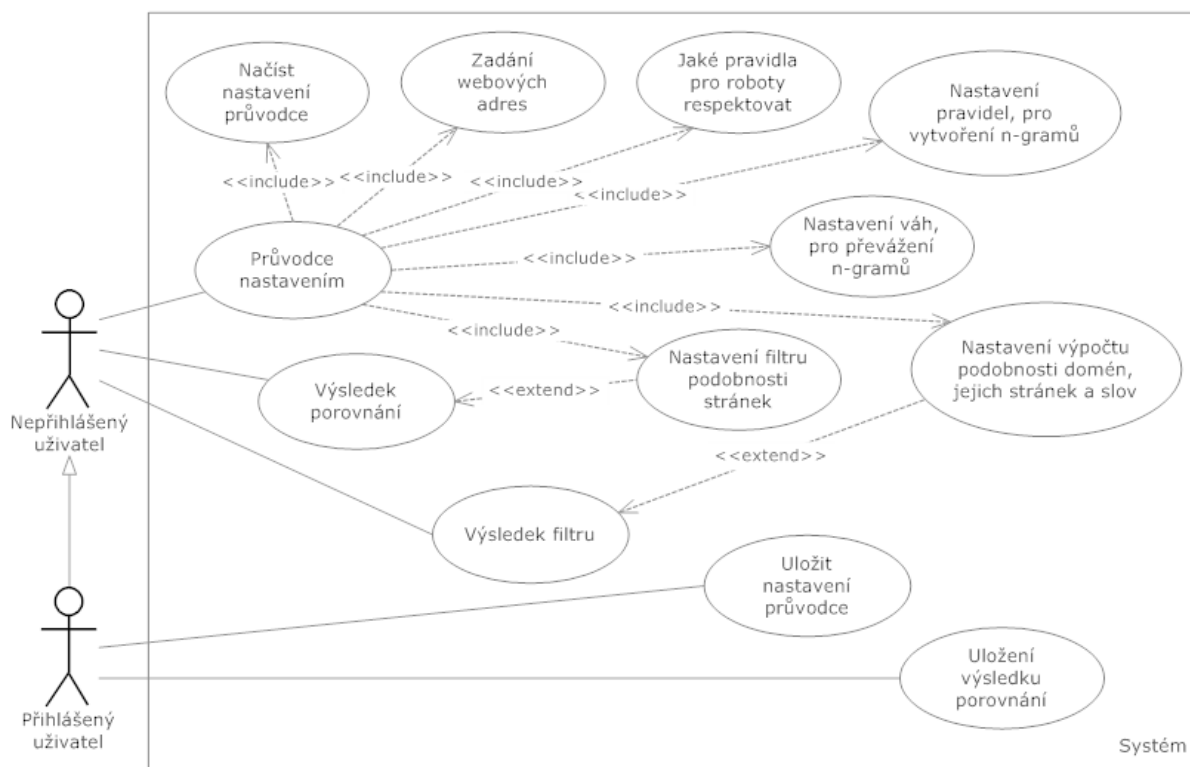 Načíst
nastavení
průvodce
Zadání
webových
adres
Jaké pravidla
pro roboty
respektovat
Nastavení
pravidel, pro
vytvoření n-gramů
<<include>>
<<include>>
<<include>>
<<include>>
Průvodce
nastavením
<<include>>
Nastavení váh,
pro převážení
n-gramů
<<include>>
<<include>>
Nastavení filtru
podobnosti
stránek
Nastavení výpočtu
podobnosti domén,
jejich stránek a slov
Výsledek
porovnání
<<extend>>
Nepřihlášený
uživatel
<<extend>>
Výsledek filtru
Uložit
nastavení
průvodce
Uložení
výsledku
porovnání
Přihlášený
uživatel
Systém